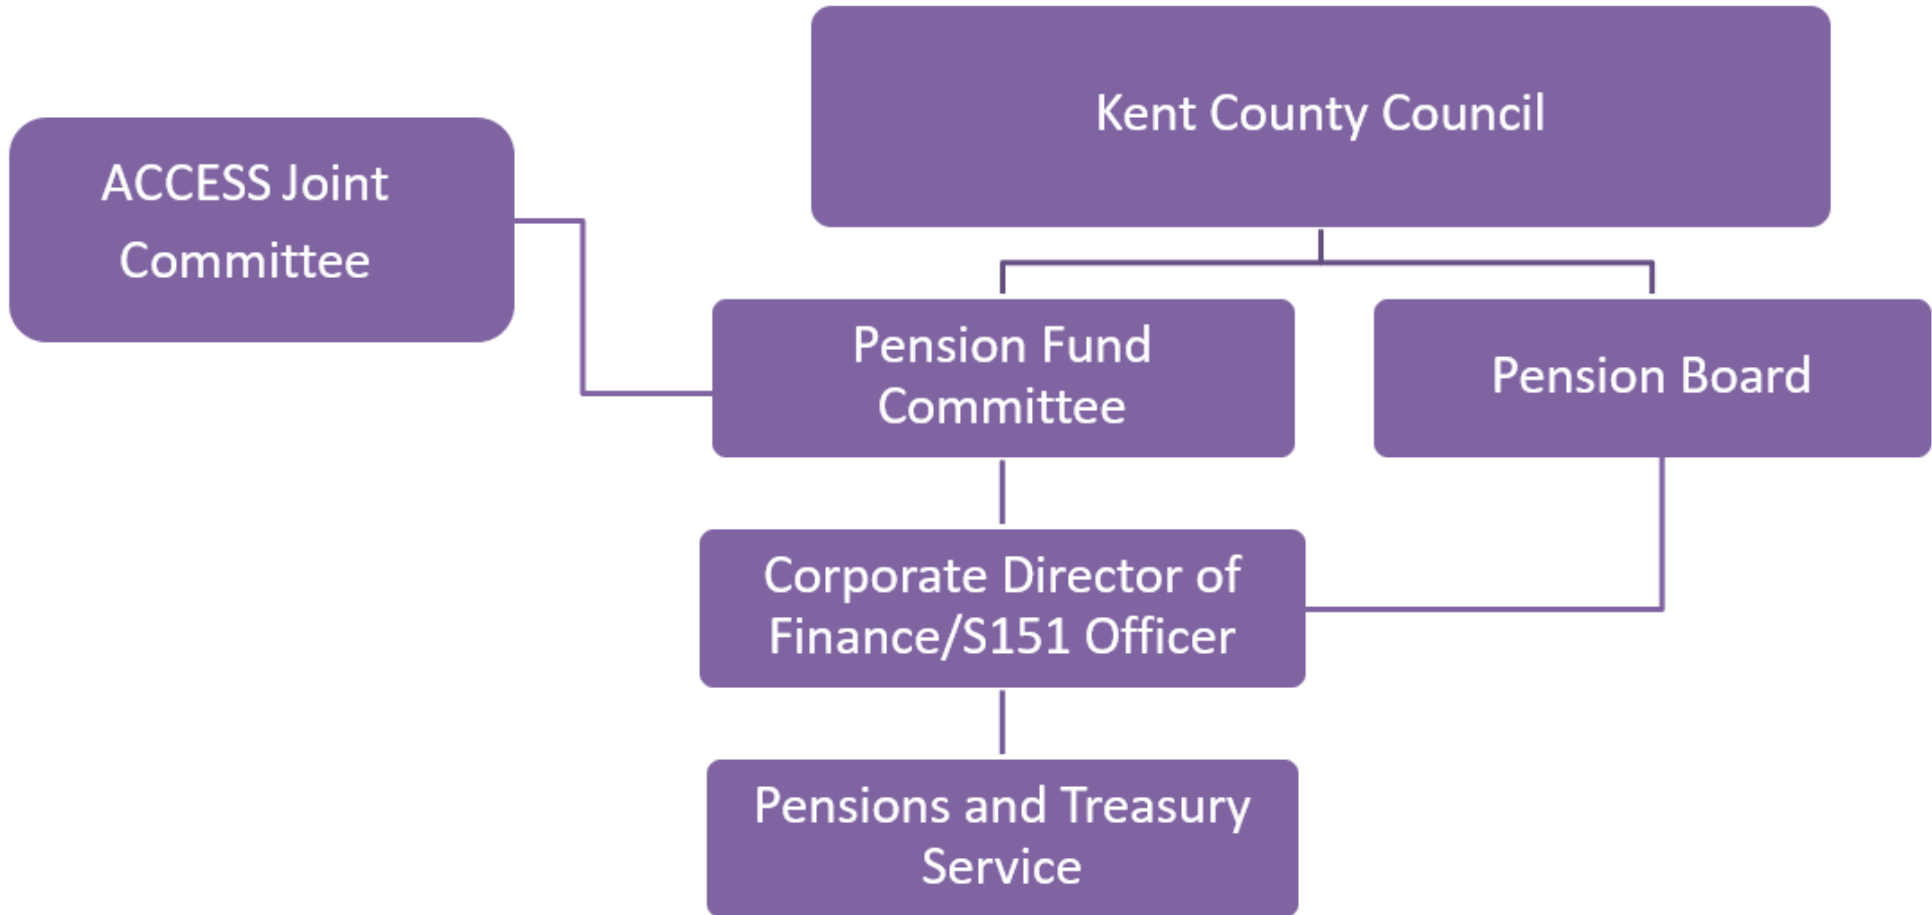 Kent County Council
ACCESS Joint
Committee
Pension Fund
Committee
Pension Board
Corporate Director of
Finance/S151 Officer
Pensions and Treasury
Service